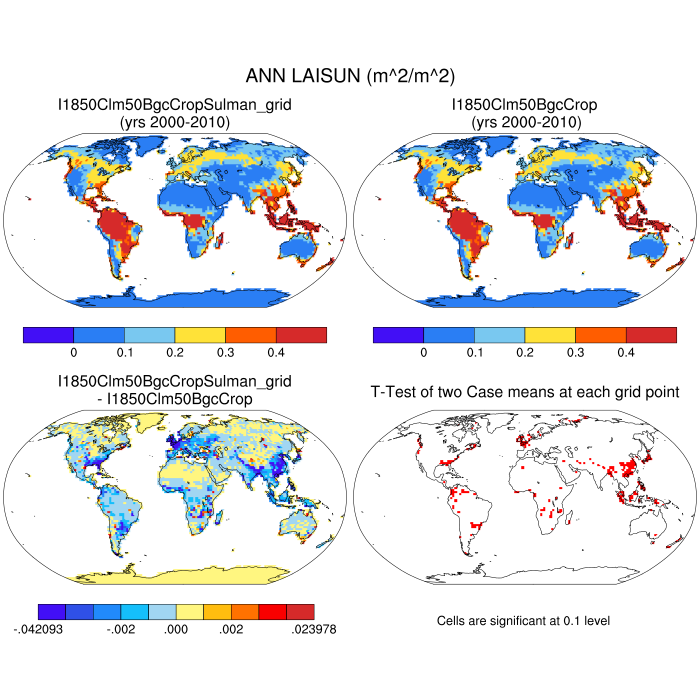 ANN LAISUN (m^2/m^2)
I1850Clm50BgcCropSulman_grid
(yrs 2000-2010)
I1850Clm50BgcCrop
(yrs 2000-2010)
0 0.1 0.2 0.3 0.4
0 0.1 0.2 0.3 0.4
I1850Clm50BgcCropSulman_grid
- I1850Clm50BgcCrop
T-Test of two Case means at each grid point
-.042093 -.002 .000 .002 .023978
Cells are significant at 0.1 level